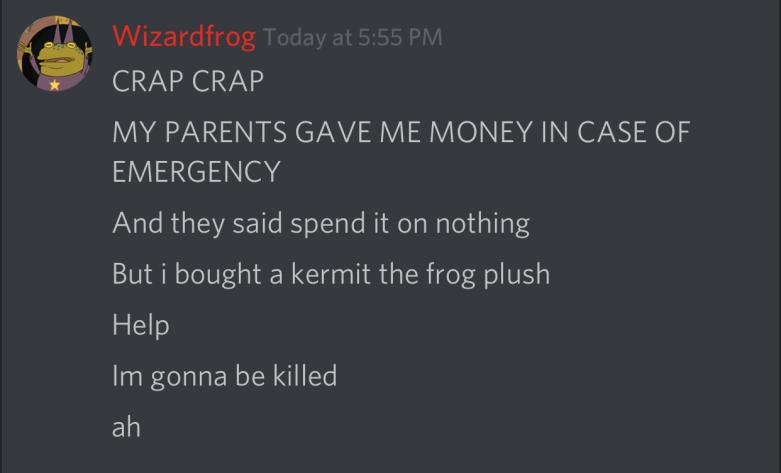 Wizardfrog Today at 5:55 PM
CRAP CRAP
MY PARENTS GAVE ME MONEY IN CASE OF
EMERGENCY
And they said spend it on nothing
But i bought a kermit the frog plush
Help
Im gonna be killed
ah